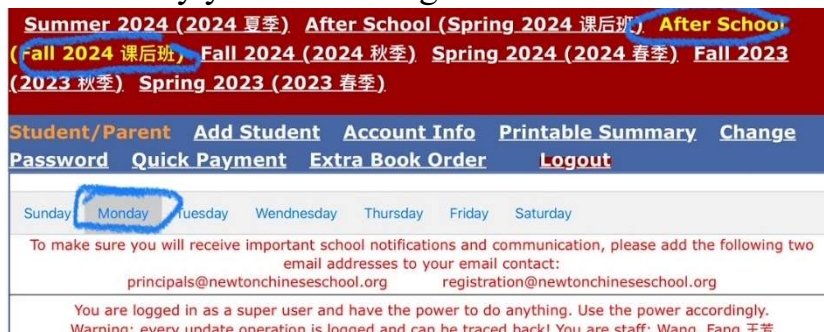 Summer 2024 (2024 夏季) After School (Spring 2024 课后班) After School
(Fall 2024 课后班) Fall 2024 (2024 秋季) Spring 2024 (2024 春季) Fall 2023
(2023 秋季) Spring 2023 (2023 春季)
Student/Parent Add Student Account Info Printable Summary Change
Password Quick Payment Extra Book Order Logout
Sunday Monday Tuesday Wendnesday Thursday Friday Saturday
To make sure you will receive important school notifications and communication, please add the following two
email addresses to your email contact:
principals@newtonchineseschool.org registration@newtonchineseschool.org
You are logged in as a super user and have the power to do anything. Use the power accordingly.
Warning: every update operation is logged and can be traced back! You are staff: Wang, Fang 王芳